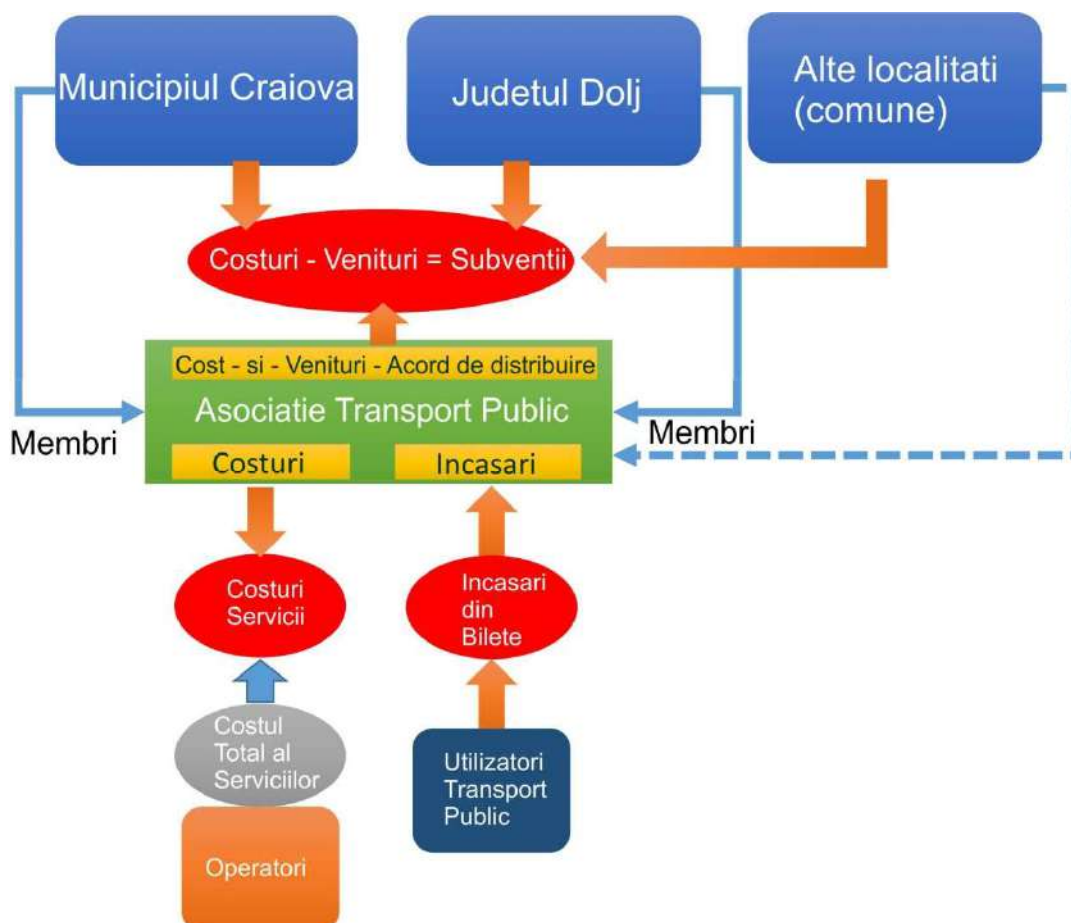 Municipiul Craiova
Judetul Dolj
Alte localitati
(comune)
Costuri - Venituri = Subventii
Cost - si - Venituri - Acord de distribuire
Asociatie Transport Public
Membri
Membri
Costuri
Incasari
Costuri
Servicii
Incasari
din
Bilete
Costul
Total al
Serviciilor
Utilizatori
Transport
Public
Operatori